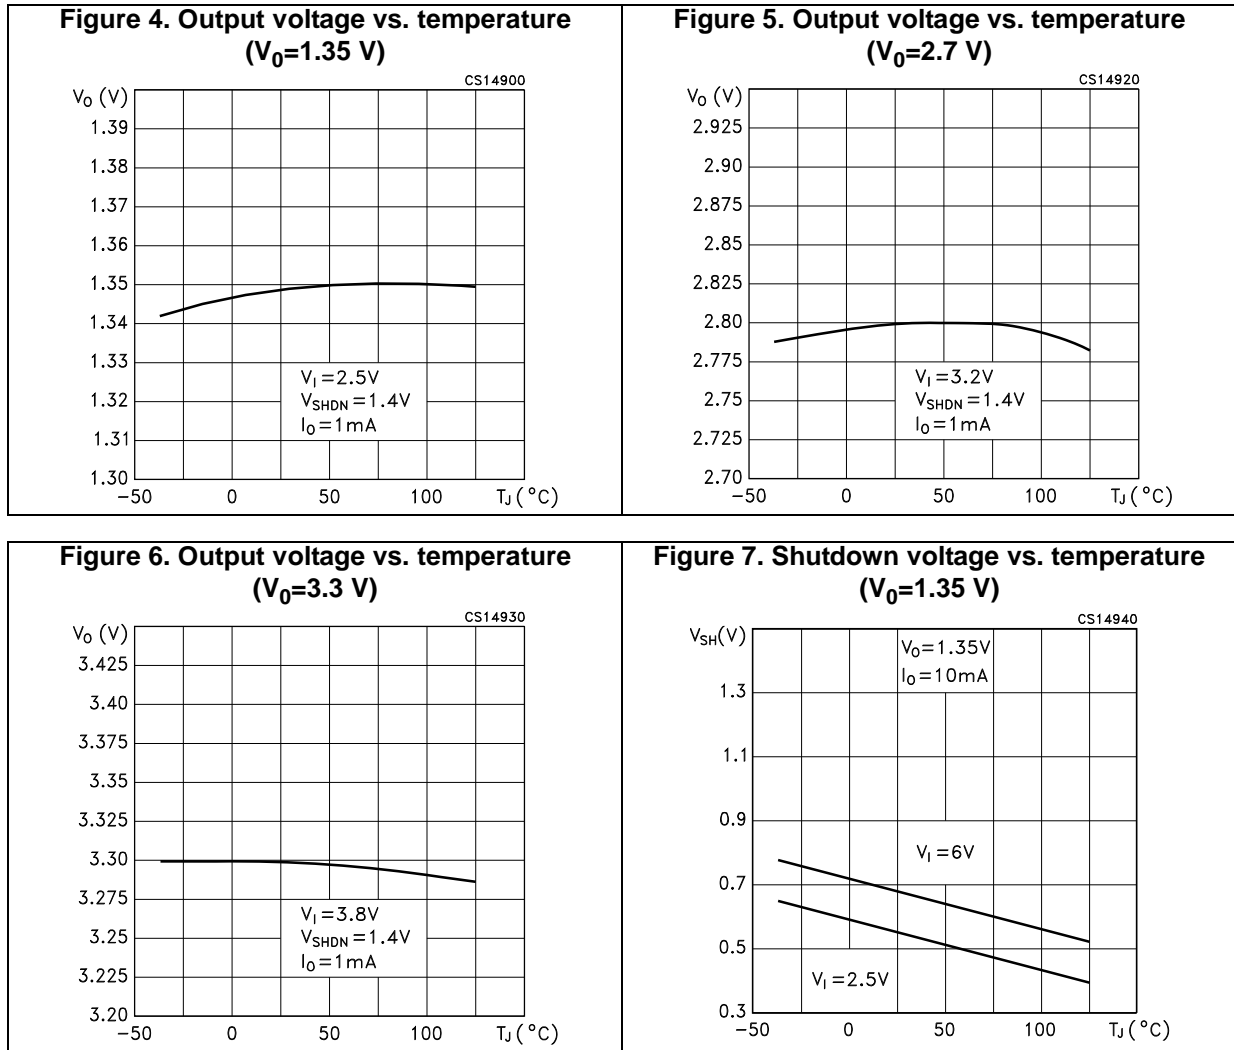 Figure 4. Output voltage vs. temperature
(V0=1.35 V)
CS14900
VO (V)
1.39
1.38
1.37
1.36
1.35
1.34
1.33
1.32
1.31
1.30
VI=2.5V
VSHDN=1.4V
IO=1mA
-50 0 50 100 TJ(°C)
Figure 5. Output voltage vs. temperature
(V0=2.7 V)
CS14920
VO (V)
2.925
2.90
2.875
2.85
2.825
2.80
2.775
2.75
2.725
2.70
VI=3.2V
VSHDN=1.4V
IO=1mA
-50 0 50 100 TJ(°C)
Figure 6. Output voltage vs. temperature
(V0=3.3 V)
CS14930
VO (V)
3.425
3.40
3.375
3.35
3.325
3.30
3.275
3.25
3.225
3.20
VI=3.8V
VSHDN=1.4V
IO=1mA
-50 0 50 100 TJ(°C)
Figure 7. Shutdown voltage vs. temperature
(V0=1.35 V)
CS14940
VSH(V)
VO=1.35V
IO=10mA
1.3
1.1
0.9
0.7
0.5
0.3
VI=6V
VI=2.5V
-50 0 50 100 TJ(°C)